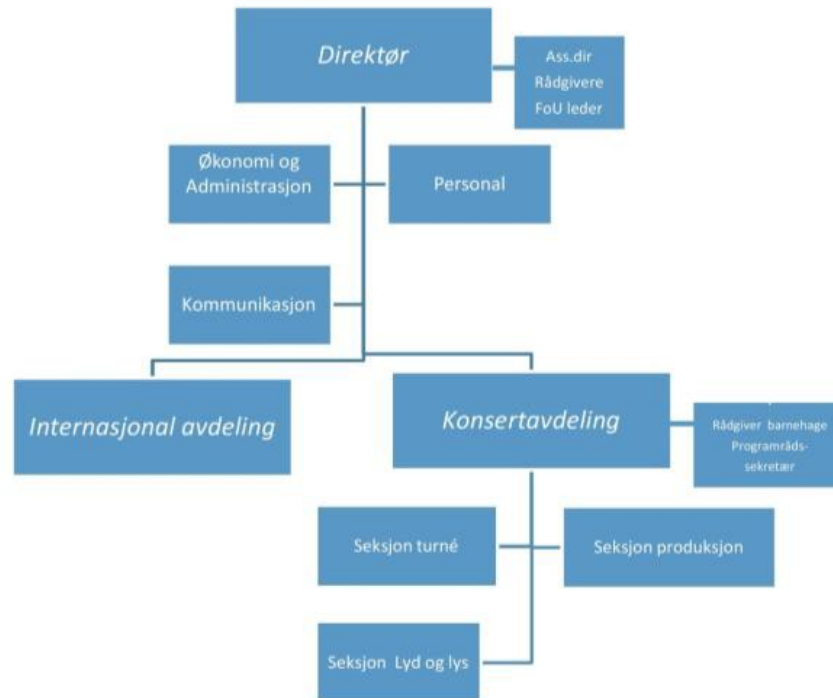 Direktør
Ass.dir
Rådgivere
FoU leder
Økonomi og
Administrasjon
Personal
Kommunikasjon
Internasjonal avdeling
Konsertavdeling
Rådgiver barnehage
Programråds-
sekretær
Seksjon turné
Seksjon produksjon
Seksjon Lyd og lys